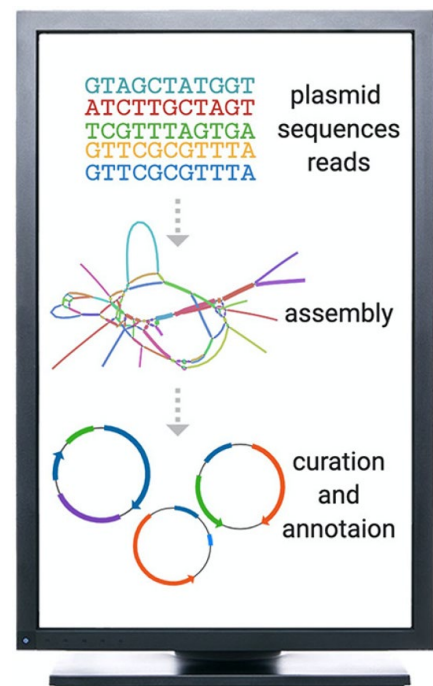 GTAGCTATGGT
ATCTTGCTAGT
TCGTTTAGTGA
GTTCGCGTTTA
GTTCGCGTTTA
plasmid
sequences
reads
assembly
curation
and
annotaion